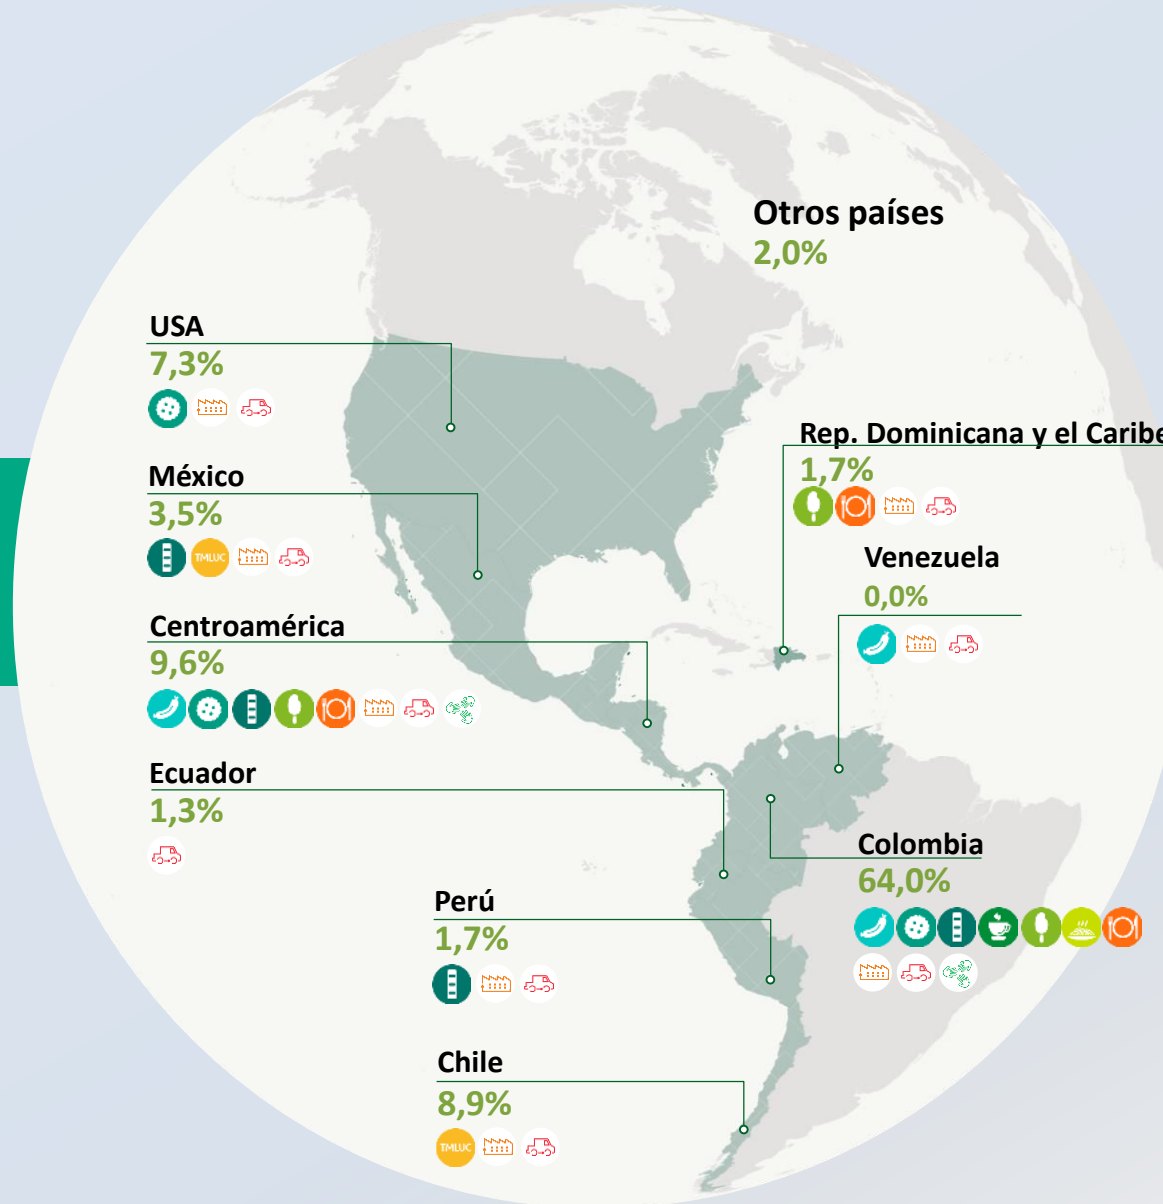 Otros países
2,0%
USA
7,3%
Rep. Dominicana y el Caribe
1,7%
México
3,5%
TMLUC
Venezuela
0,0%
Centroamérica
9,6%
Ecuador
1,3%
Colombia
64,0%
Perú
1,7%
Chile
8,9%
TMLUC